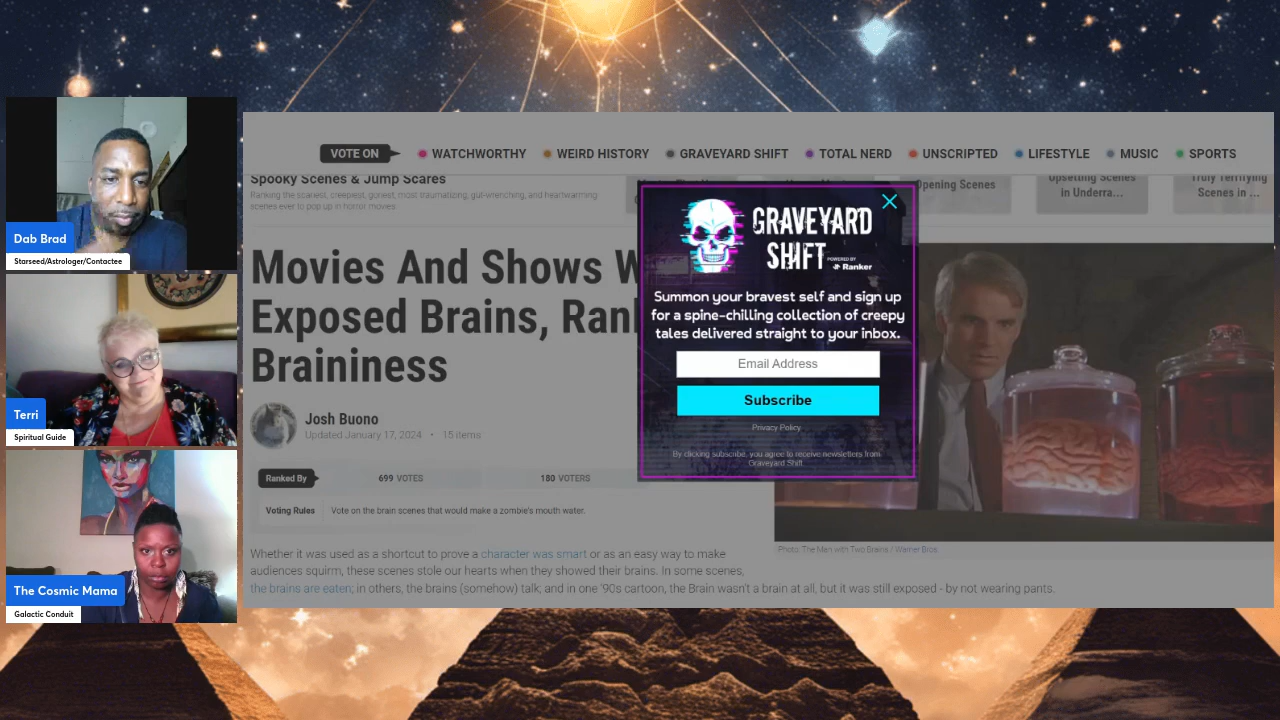 Dab Brad
Starseed/Astrologer/Contactee
Terri
Spiritual Guide
The Cosmic Mama
Galactic Conduit
VOTE ON
WATCHWORTHY
WEIRD HISTORY
GRAVEYARD SHIFT
TOTAL NERD
UNSCRIPTED
LIFESTYLE
MUSIC
SPORTS
Spooky Scenes & Jump Scares
Ranking the scariest, creepiest, goriest, most traumatizing, gut-wrenching, and heartwarming
scenes ever to pop up in horror movies
Opening Scenes
Upsetting Scenes
in Underra...
Truly Terrifying
Scenes in ...
Movies And Shows W
Exposed Brains, Ran
Braininess
Josh Buono
Updated January 17, 2024 • 15 items
Ranked By
699 VOTES
180 VOTERS
Voting Rules
Vote on the brain scenes that would make a zombie's mouth water.
Whether it was used as a shortcut to prove a character was smart or as an easy way to make
audiences squirm, these scenes stole our hearts when they showed their brains. In some scenes,
the brains are eaten; in others, the brains (somehow) talk; and in one '90s cartoon, the Brain wasn't a brain at all, but it was still exposed - by not wearing pants.
GRAVEYARD
SHIFT
POWERED BY
Ranker
Summon your bravest self and sign up
for a spine-chilling collection of creepy
tales delivered straight to your inbox.
Email Address
Subscribe
Privacy Policy
By clicking subscribe, you agree to receive newsletters from
Graveyard Shift.
Photo: The Man with Two Brains / Warner Bros.